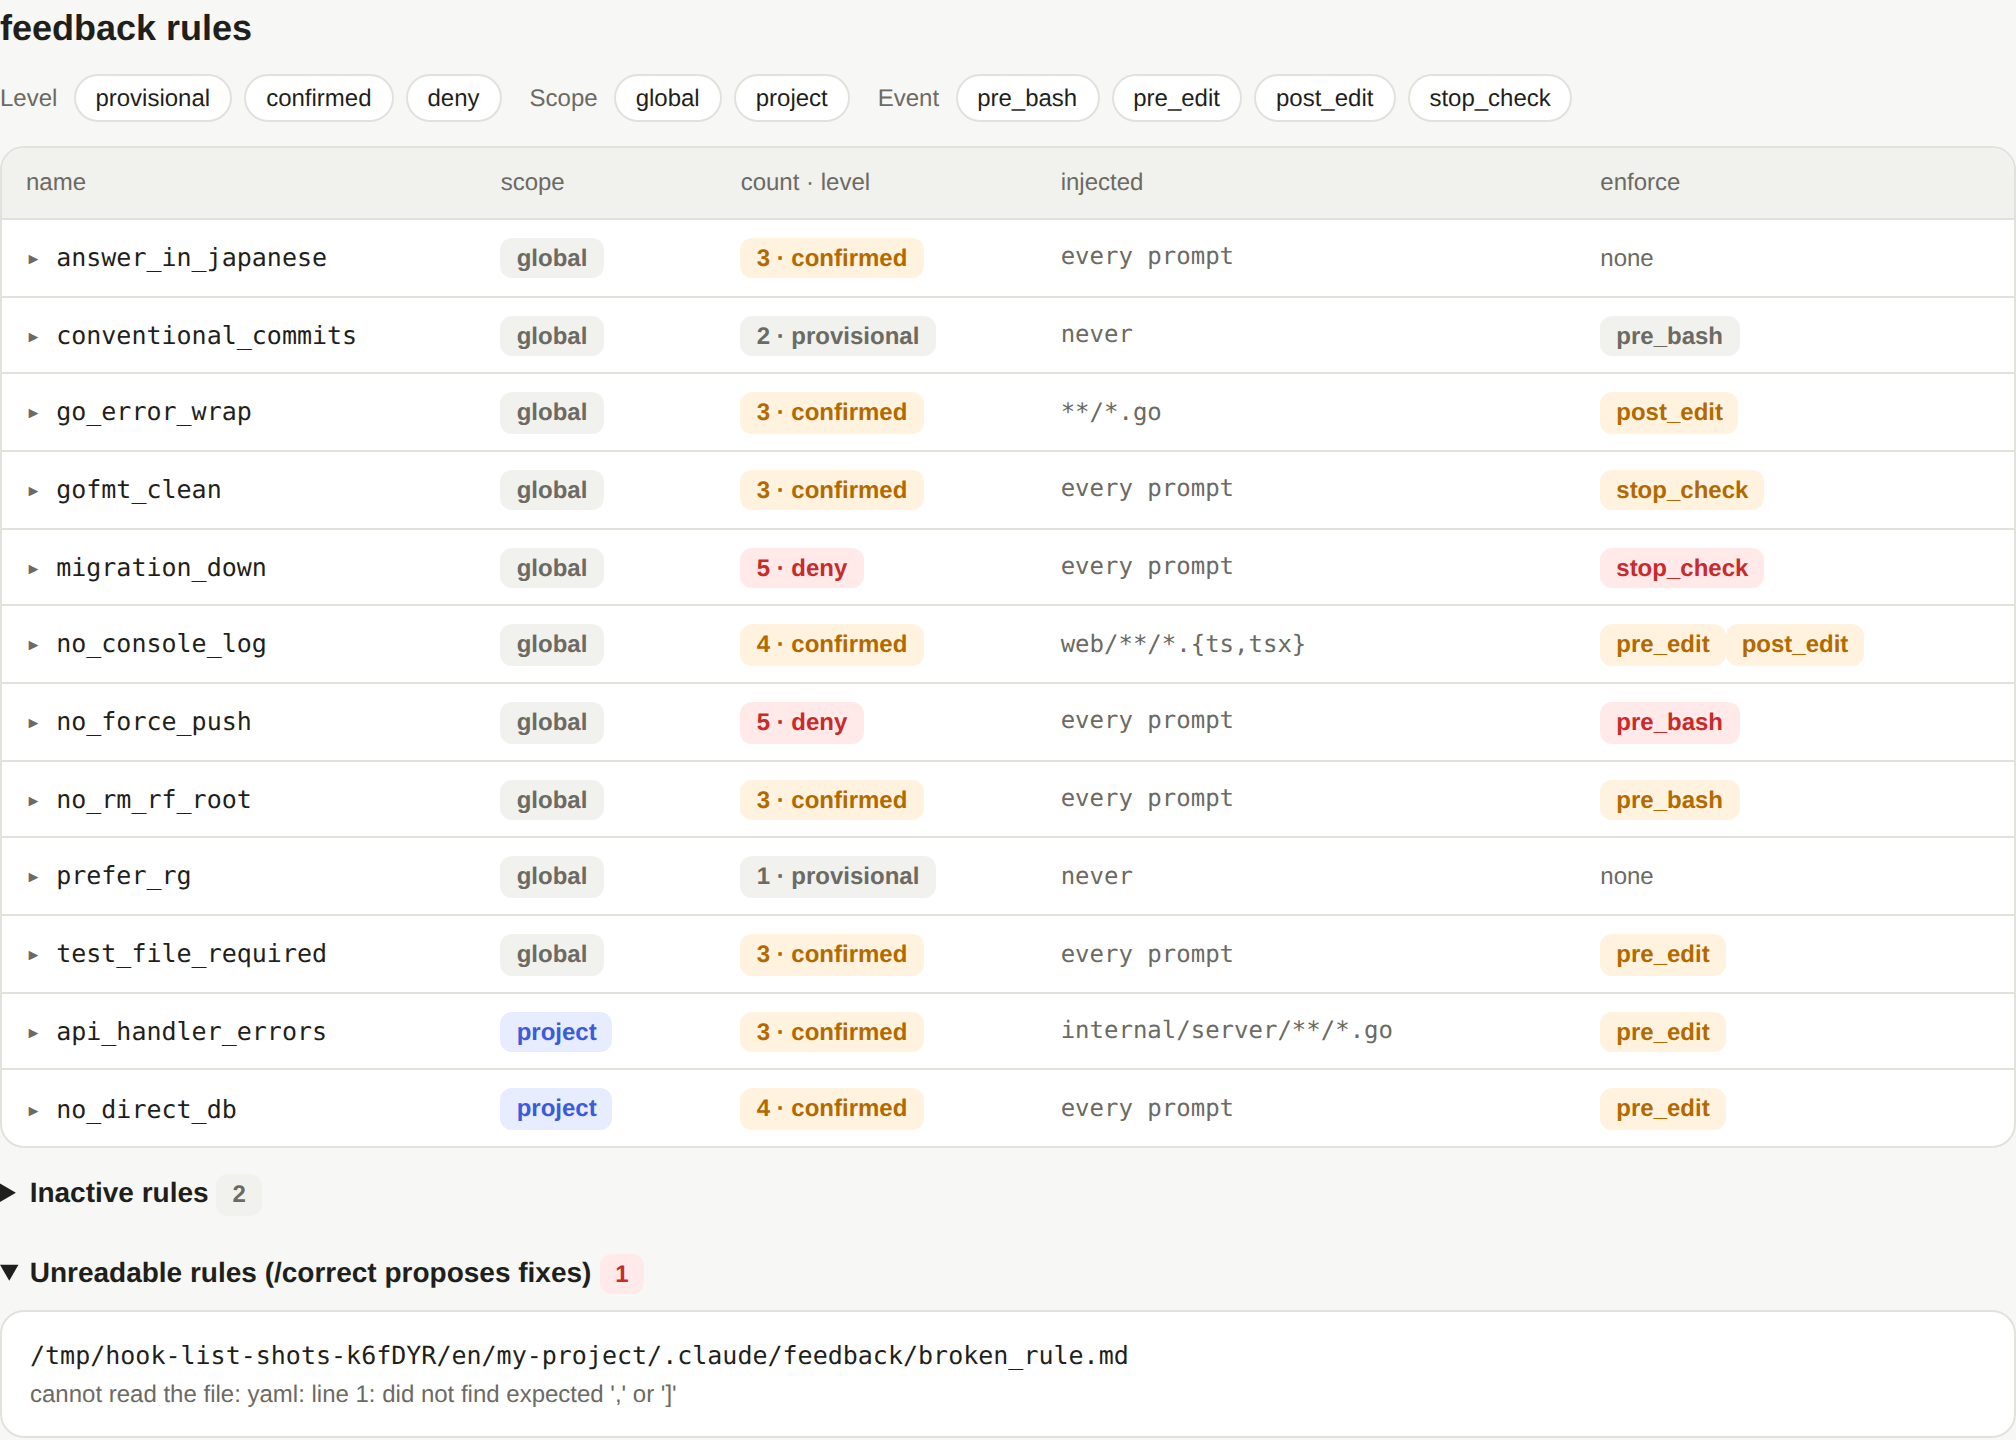 feedback rules
Level provisional confirmed deny Scope global project Event pre_bash pre_edit post_edit stop_check
name scope count · level injected enforce
▸ answer_in_japanese global 3 · confirmed every prompt none
▸ conventional_commits global 2 · provisional never pre_bash
▸ go_error_wrap global 3 · confirmed **/*.go post_edit
▸ gofmt_clean global 3 · confirmed every prompt stop_check
▸ migration_down global 5 · deny every prompt stop_check
▸ no_console_log global 4 · confirmed web/**/*.{ts,tsx} pre_edit post_edit
▸ no_force_push global 5 · deny every prompt pre_bash
▸ no_rm_rf_root global 3 · confirmed every prompt pre_bash
▸ prefer_rg global 1 · provisional never none
▸ test_file_required global 3 · confirmed every prompt pre_edit
▸ api_handler_errors project 3 · confirmed internal/server/**/*.go pre_edit
▸ no_direct_db project 4 · confirmed every prompt pre_edit
▶ Inactive rules 2
▼ Unreadable rules (/correct proposes fixes) 1
/tmp/hook-list-shots-k6fDYR/en/my-project/.claude/feedback/broken_rule.md
cannot read the file: yaml: line 1: did not find expected ',' or ']'